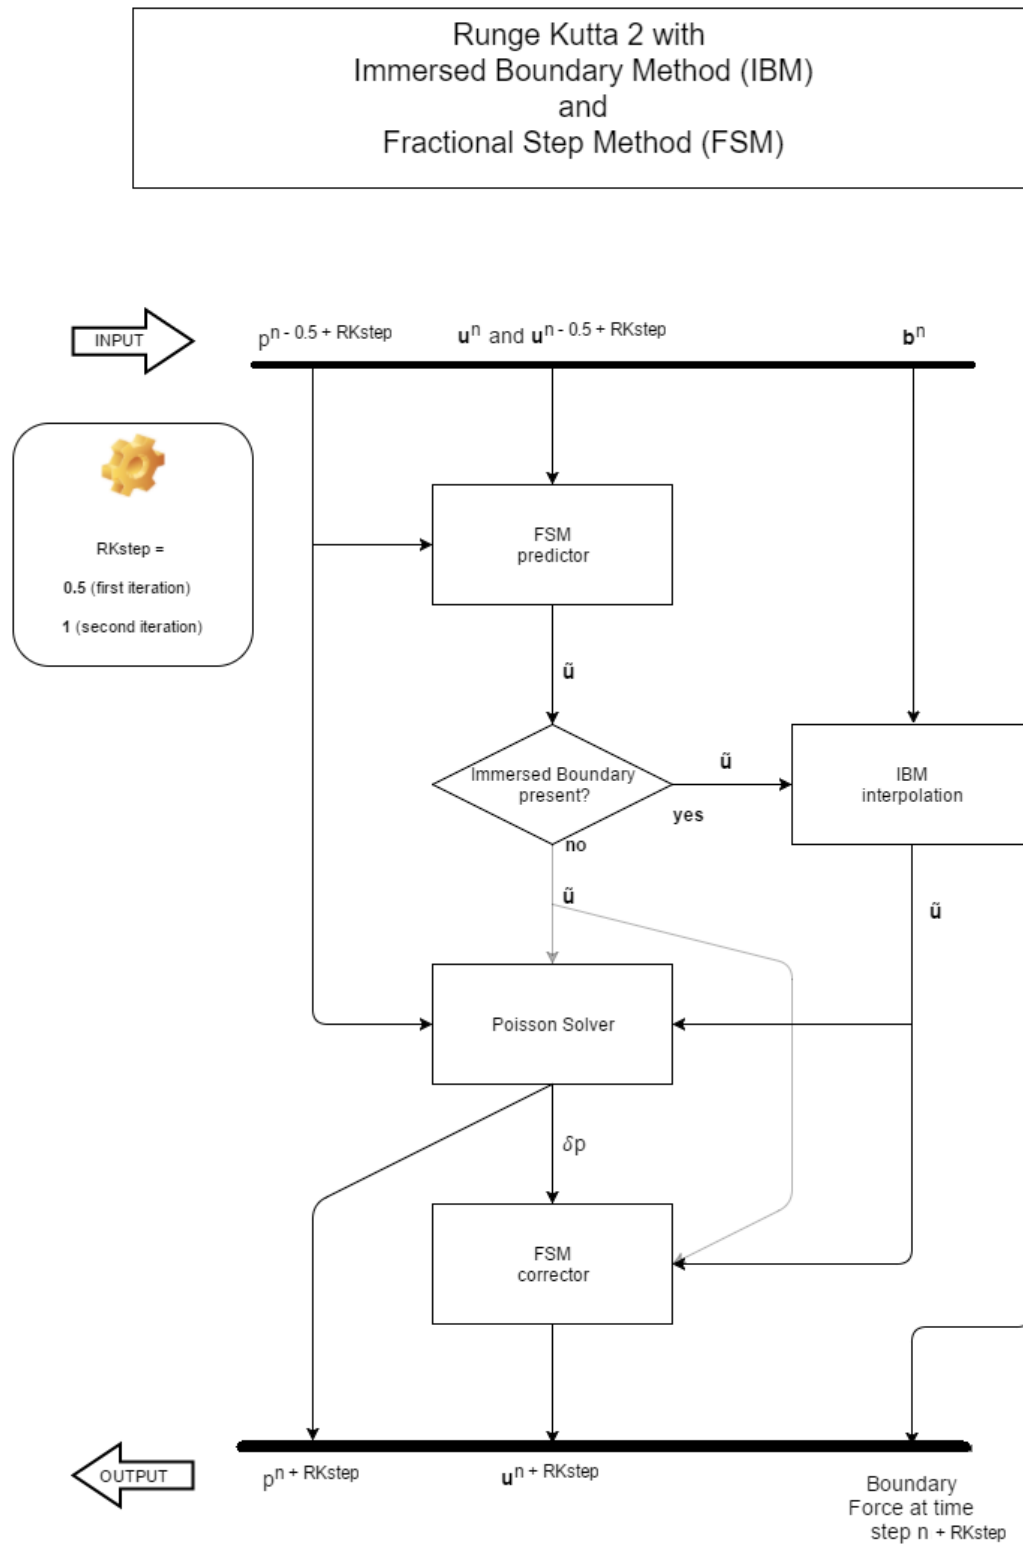 Runge Kutta 2 with
Immersed Boundary Method (IBM)
and
Fractional Step Method (FSM)
INPUT
pⁿ ⁻ ⁰·⁵ ⁺ ᴿᴷˢᵗᵉᵖ
uⁿ and uⁿ ⁻ ⁰·⁵ ⁺ ᴿᴷˢᵗᵉᵖ
bⁿ
RKstep =
0.5 (first iteration)
1 (second iteration)
FSM
predictor
ũ
Immersed Boundary
present?
ũ
yes
IBM
interpolation
no
ũ
ũ
Poisson Solver
δp
FSM
corrector
OUTPUT
pⁿ ⁺ ᴿᴷˢᵗᵉᵖ
uⁿ ⁺ ᴿᴷˢᵗᵉᵖ
Boundary
Force at time
step n + RKstep